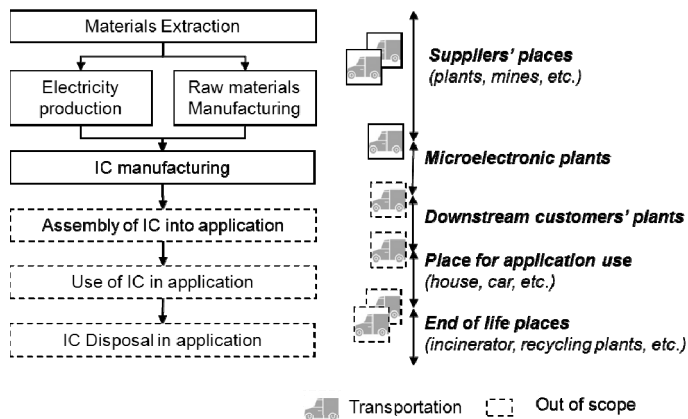 Materials Extraction
Electricity
production
Raw materials
Manufacturing
IC manufacturing
Assembly of IC into application
Use of IC in application
IC Disposal in application
Suppliers' places
(plants, mines, etc.)
Microelectronic plants
Downstream customers' plants
Place for application use
(house, car, etc.)
End of life places
(incinerator, recycling plants, etc.)
Transportation
Out of scope